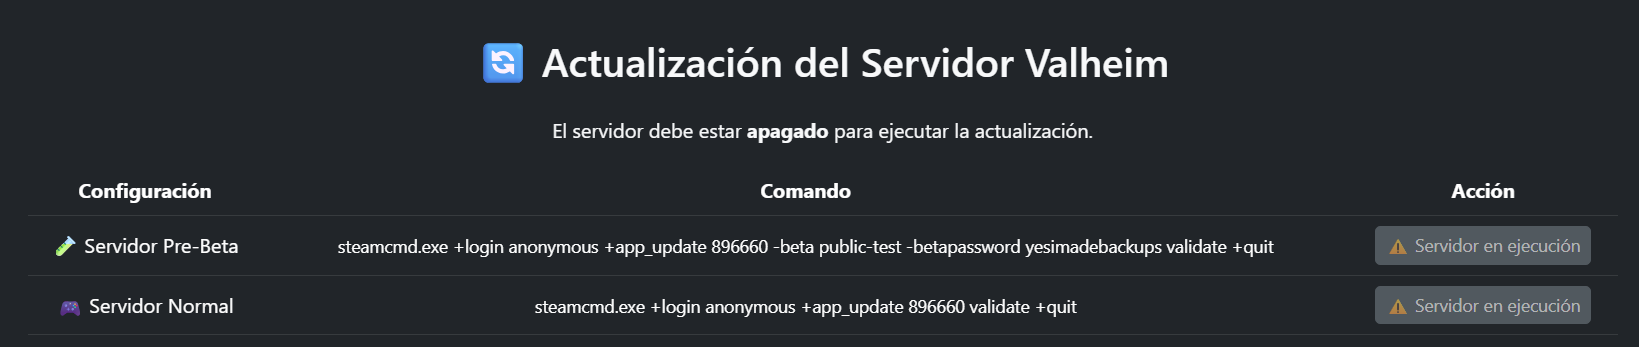 Actualización del Servidor Valheim
El servidor debe estar apagado para ejecutar la actualización.
Configuración Comando Acción
Servidor Pre-Beta steamcmd.exe +login anonymous +app_update 896660 -beta public-test -betapassword yesimadebackups validate +quit Servidor en ejecución
Servidor Normal steamcmd.exe +login anonymous +app_update 896660 validate +quit Servidor en ejecución